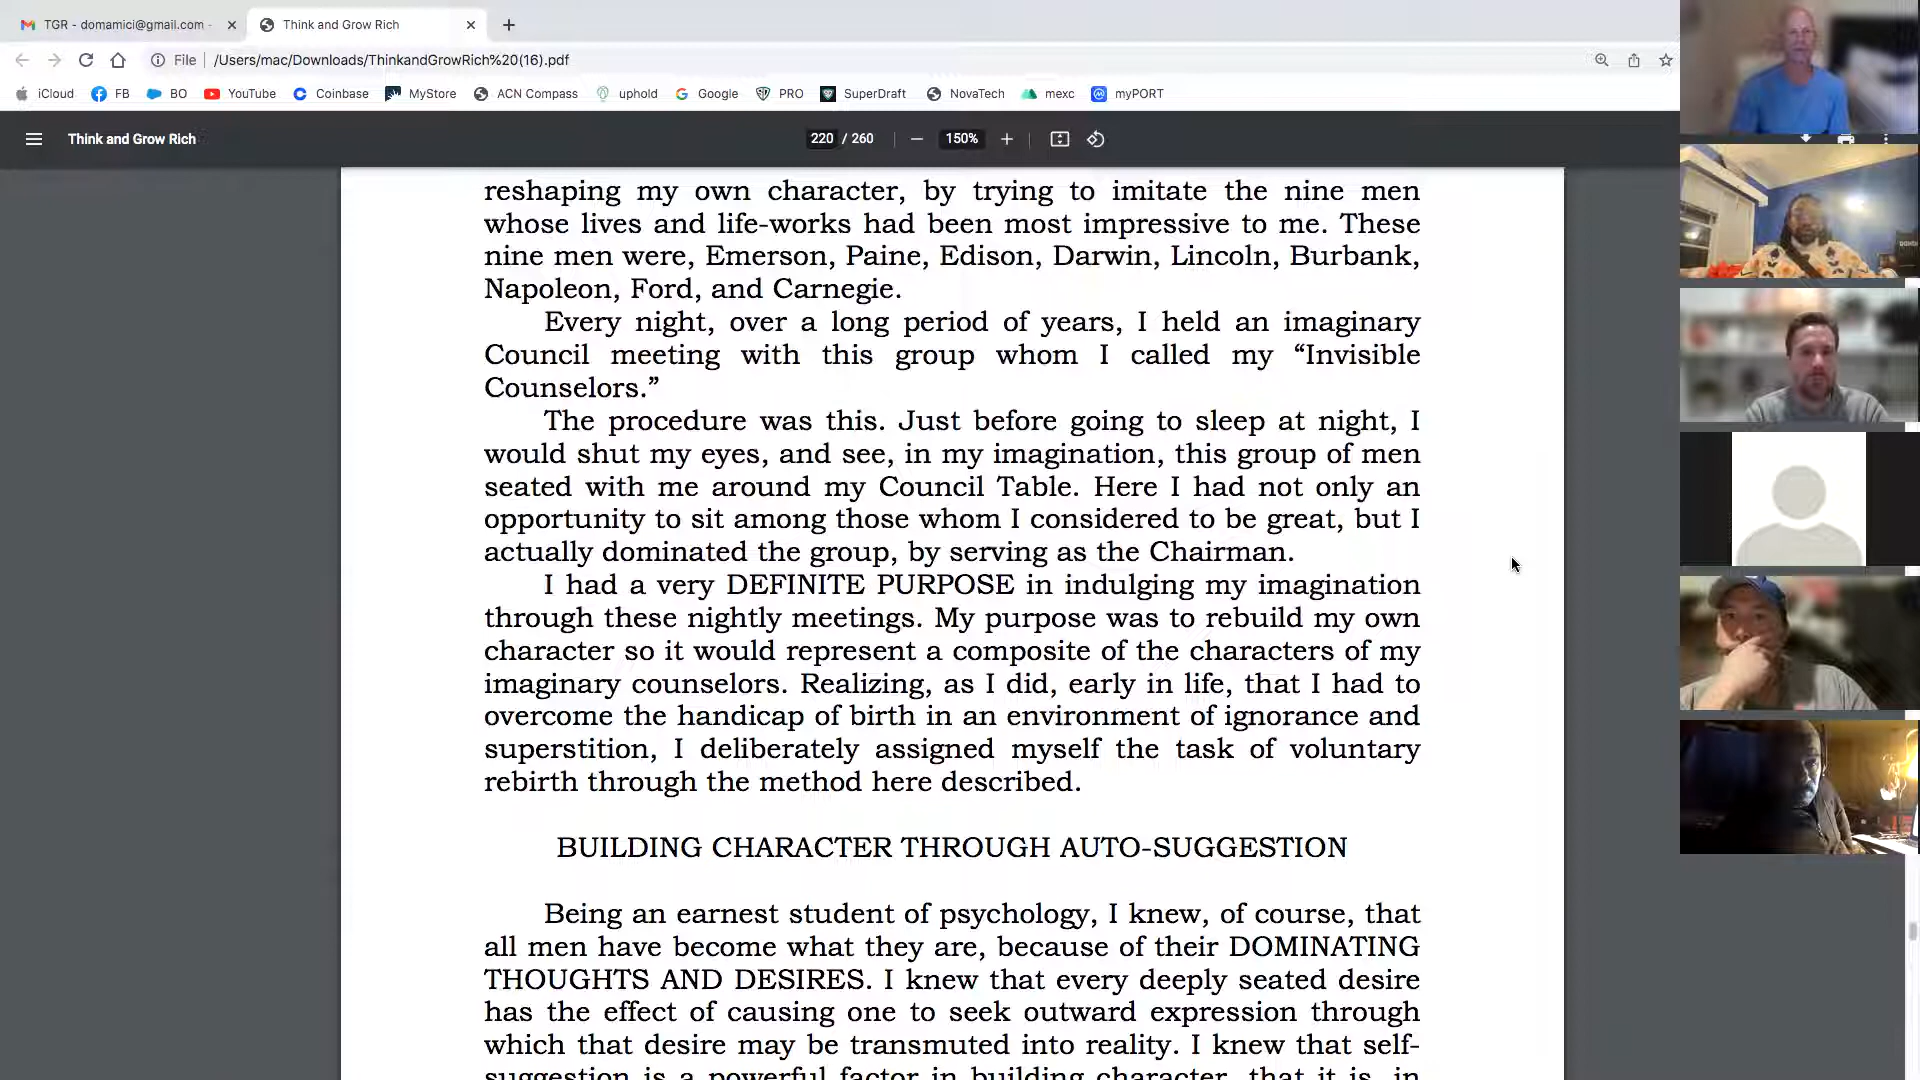 TGR - domamici@gmail.com -
Think and Grow Rich
File
/Users/mac/Downloads/ThinkandGrowRich%20(16).pdf
iCloud FB BO YouTube Coinbase MyStore ACN Compass uphold Google PRO SuperDraft NovaTech mexc myPORT
Think and Grow Rich
220 / 260
150%
reshaping my own character, by trying to imitate the nine men
whose lives and life-works had been most impressive to me. These
nine men were, Emerson, Paine, Edison, Darwin, Lincoln, Burbank,
Napoleon, Ford, and Carnegie.
Every night, over a long period of years, I held an imaginary
Council meeting with this group whom I called my “Invisible
Counselors.”
The procedure was this. Just before going to sleep at night, I
would shut my eyes, and see, in my imagination, this group of men
seated with me around my Council Table. Here I had not only an
opportunity to sit among those whom I considered to be great, but I
actually dominated the group, by serving as the Chairman.
I had a very DEFINITE PURPOSE in indulging my imagination
through these nightly meetings. My purpose was to rebuild my own
character so it would represent a composite of the characters of my
imaginary counselors. Realizing, as I did, early in life, that I had to
overcome the handicap of birth in an environment of ignorance and
superstition, I deliberately assigned myself the task of voluntary
rebirth through the method here described.
BUILDING CHARACTER THROUGH AUTO-SUGGESTION
Being an earnest student of psychology, I knew, of course, that
all men have become what they are, because of their DOMINATING
THOUGHTS AND DESIRES. I knew that every deeply seated desire
has the effect of causing one to seek outward expression through
which that desire may be transmuted into reality. I knew that self-
suggestion is a powerful factor in building character, that it is, in